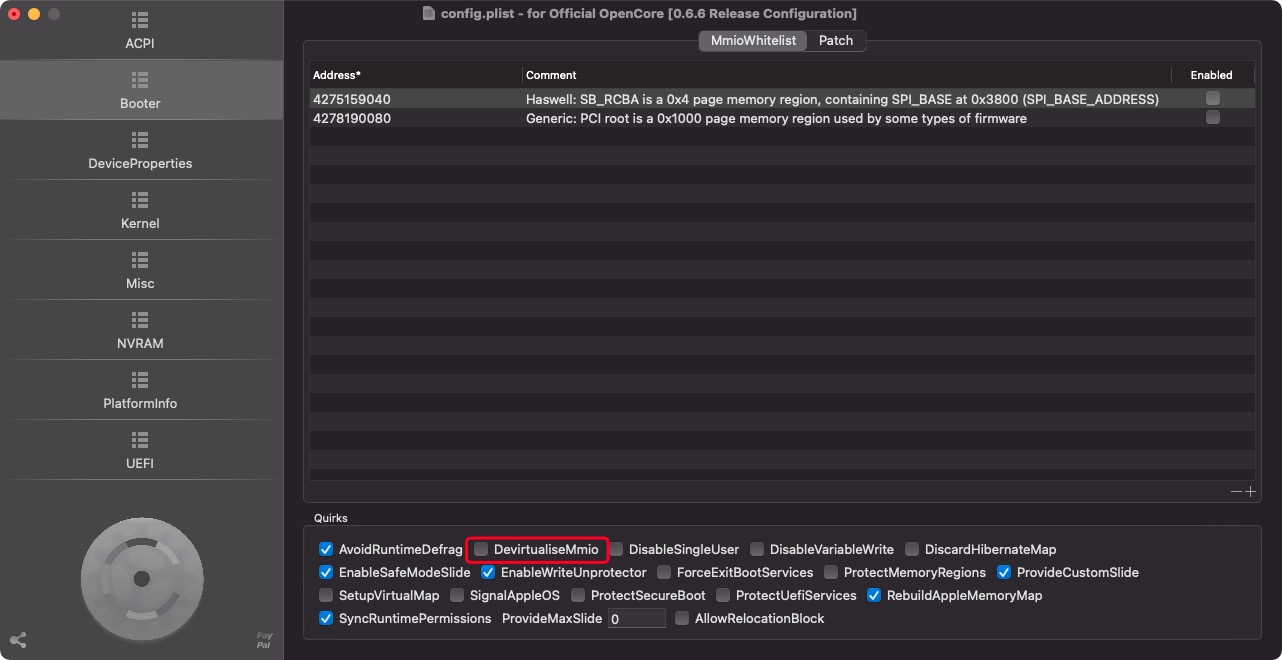 config.plist - for Official OpenCore [0.6.6 Release Configuration]
ACPI
Booter
DeviceProperties
Kernel
Misc
NVRAM
PlatformInfo
UEFI
Pay
Pal
MmioWhitelist Patch
Address* Comment Enabled
4275159040 Haswell: SB_RCBA is a 0x4 page memory region, containing SPI_BASE at 0x3800 (SPI_BASE_ADDRESS)
4278190080 Generic: PCI root is a 0x1000 page memory region used by some types of firmware
Quirks
AvoidRuntimeDefrag DevirtualiseMmio DisableSingleUser DisableVariableWrite DiscardHibernateMap
EnableSafeModeSlide EnableWriteUnprotector ForceExitBootServices ProtectMemoryRegions ProvideCustomSlide
SetupVirtualMap SignalAppleOS ProtectSecureBoot ProtectUefiServices RebuildAppleMemoryMap
SyncRuntimePermissions ProvideMaxSlide 0 AllowRelocationBlock